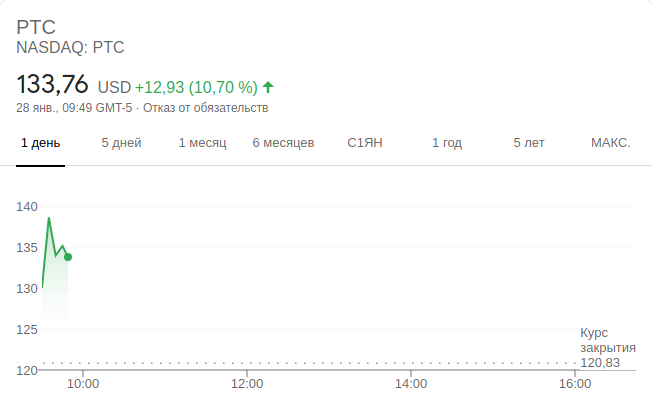 PTC
NASDAQ: PTC
133,76 USD +12,93 (10,70 %)
28 янв., 09:49 GMT-5 · Отказ от обязательств
1 день 5 дней 1 месяц 6 месяцев С1ЯН 1 год 5 лет МАКС.
140
135
130
125
Курс
закрытия
120,83
120
10:00 12:00 14:00 16:00